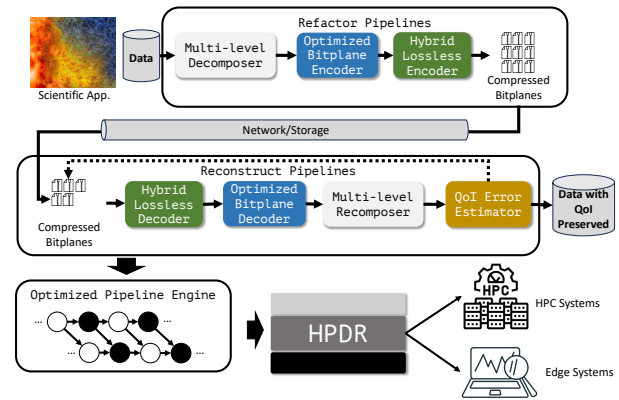 Refactor Pipelines
Data
Multi-level
Decomposer
Optimized
Bitplane
Encoder
Hybrid
Lossless
Encoder
Compressed
Bitplanes
Scientific App.
Network/Storage
Reconstruct Pipelines
Compressed
Bitplanes
Hybrid
Lossless
Decoder
Optimized
Bitplane
Decoder
Multi-level
Recomposer
QoI Error
Estimator
Data with
QoI
Preserved
Optimized Pipeline Engine
... ...
... ...
HPDR
HPC
HPC Systems
Edge Systems